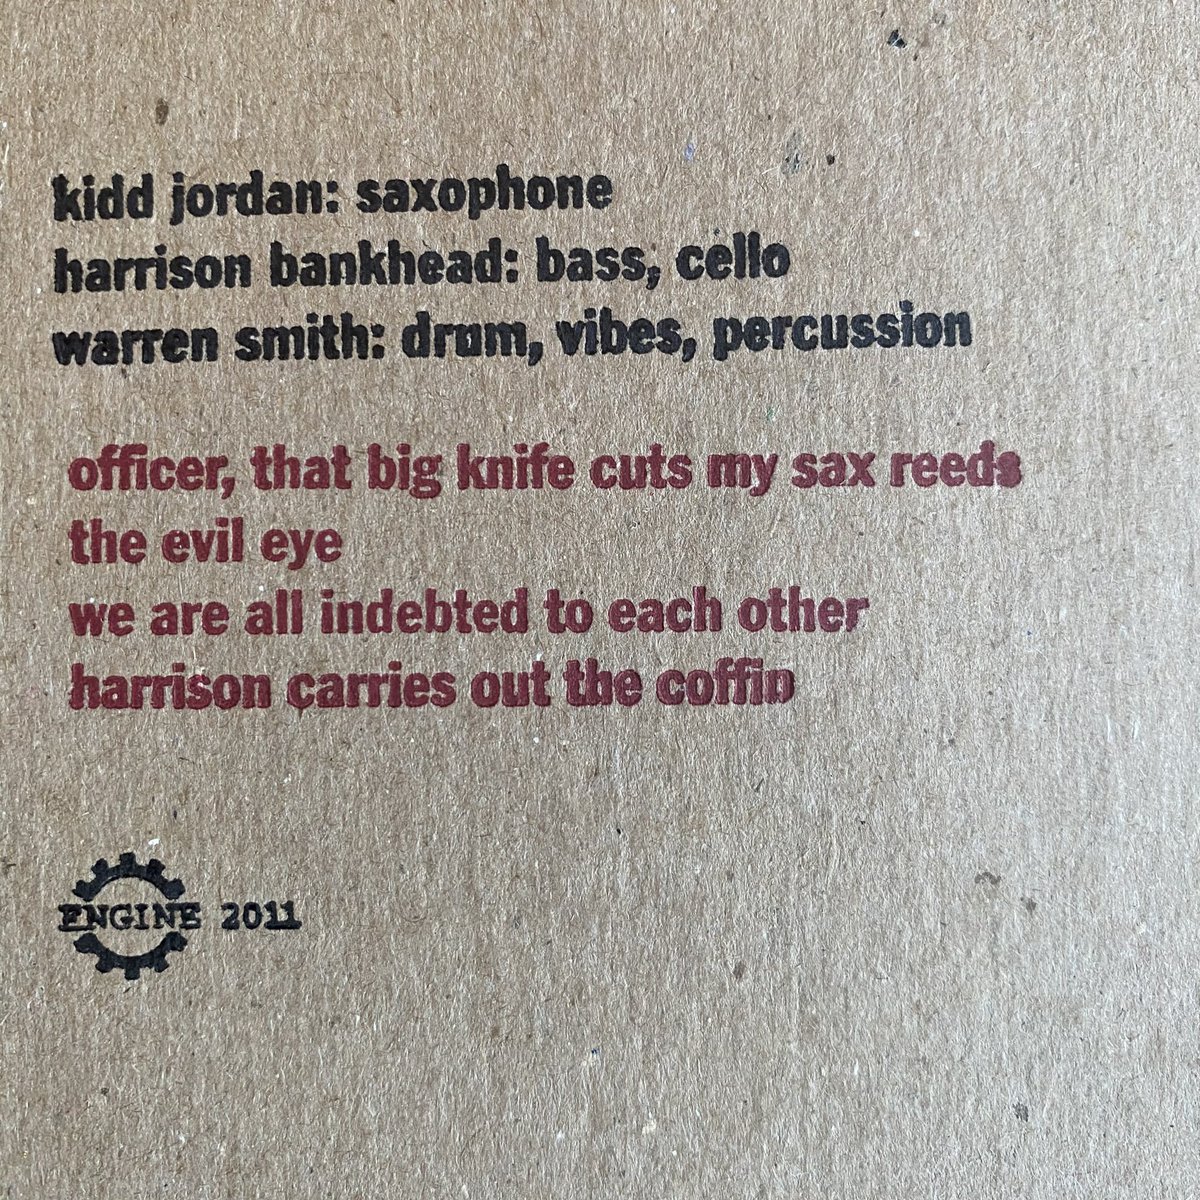 kidd jordan: saxophone
harrison bankhead: bass, cello
warren smith: drum, vibes, percussion
officer, that big knife cuts my sax reeds
the evil eye
we are all indebted to each other
harrison carries out the coffin
ENGINE 2011